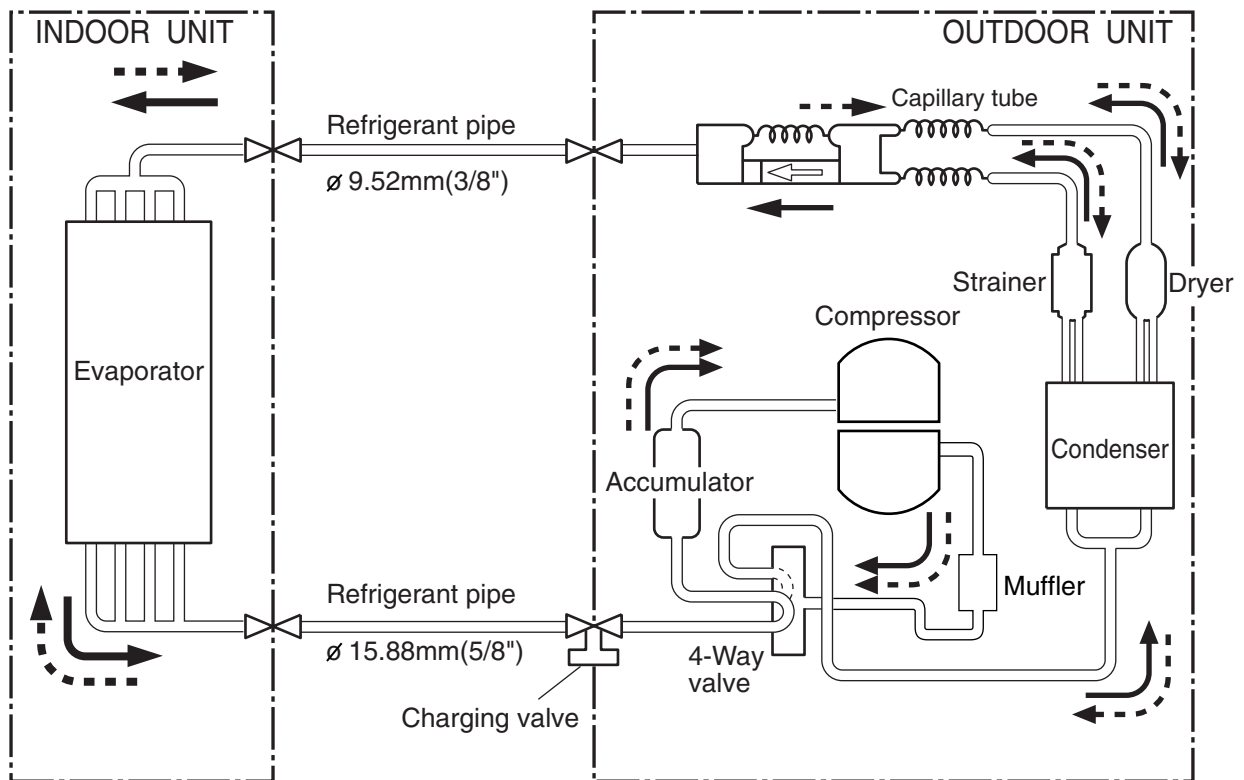 INDOOR UNIT
OUTDOOR UNIT
Refrigerant pipe
ø 9.52mm(3/8")
Capillary tube
Strainer
Dryer
Compressor
Evaporator
Condenser
Accumulator
Refrigerant pipe
ø 15.88mm(5/8")
Muffler
4-Way
valve
Charging valve